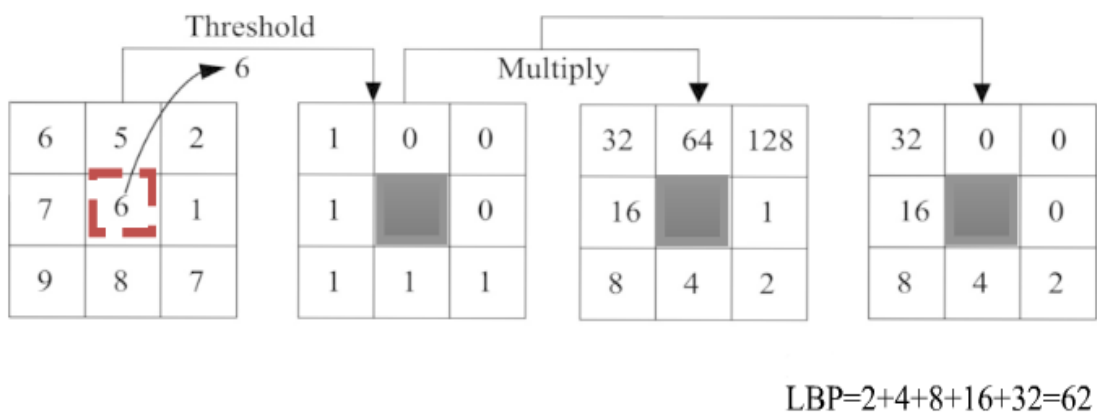 Threshold
6
Multiply
6 5 2 1 0 0 32 64 128 32 0 0
7 6 1 1 0 16 1 16 0
9 8 7 1 1 1 8 4 2 8 4 2
LBP=2+4+8+16+32=62